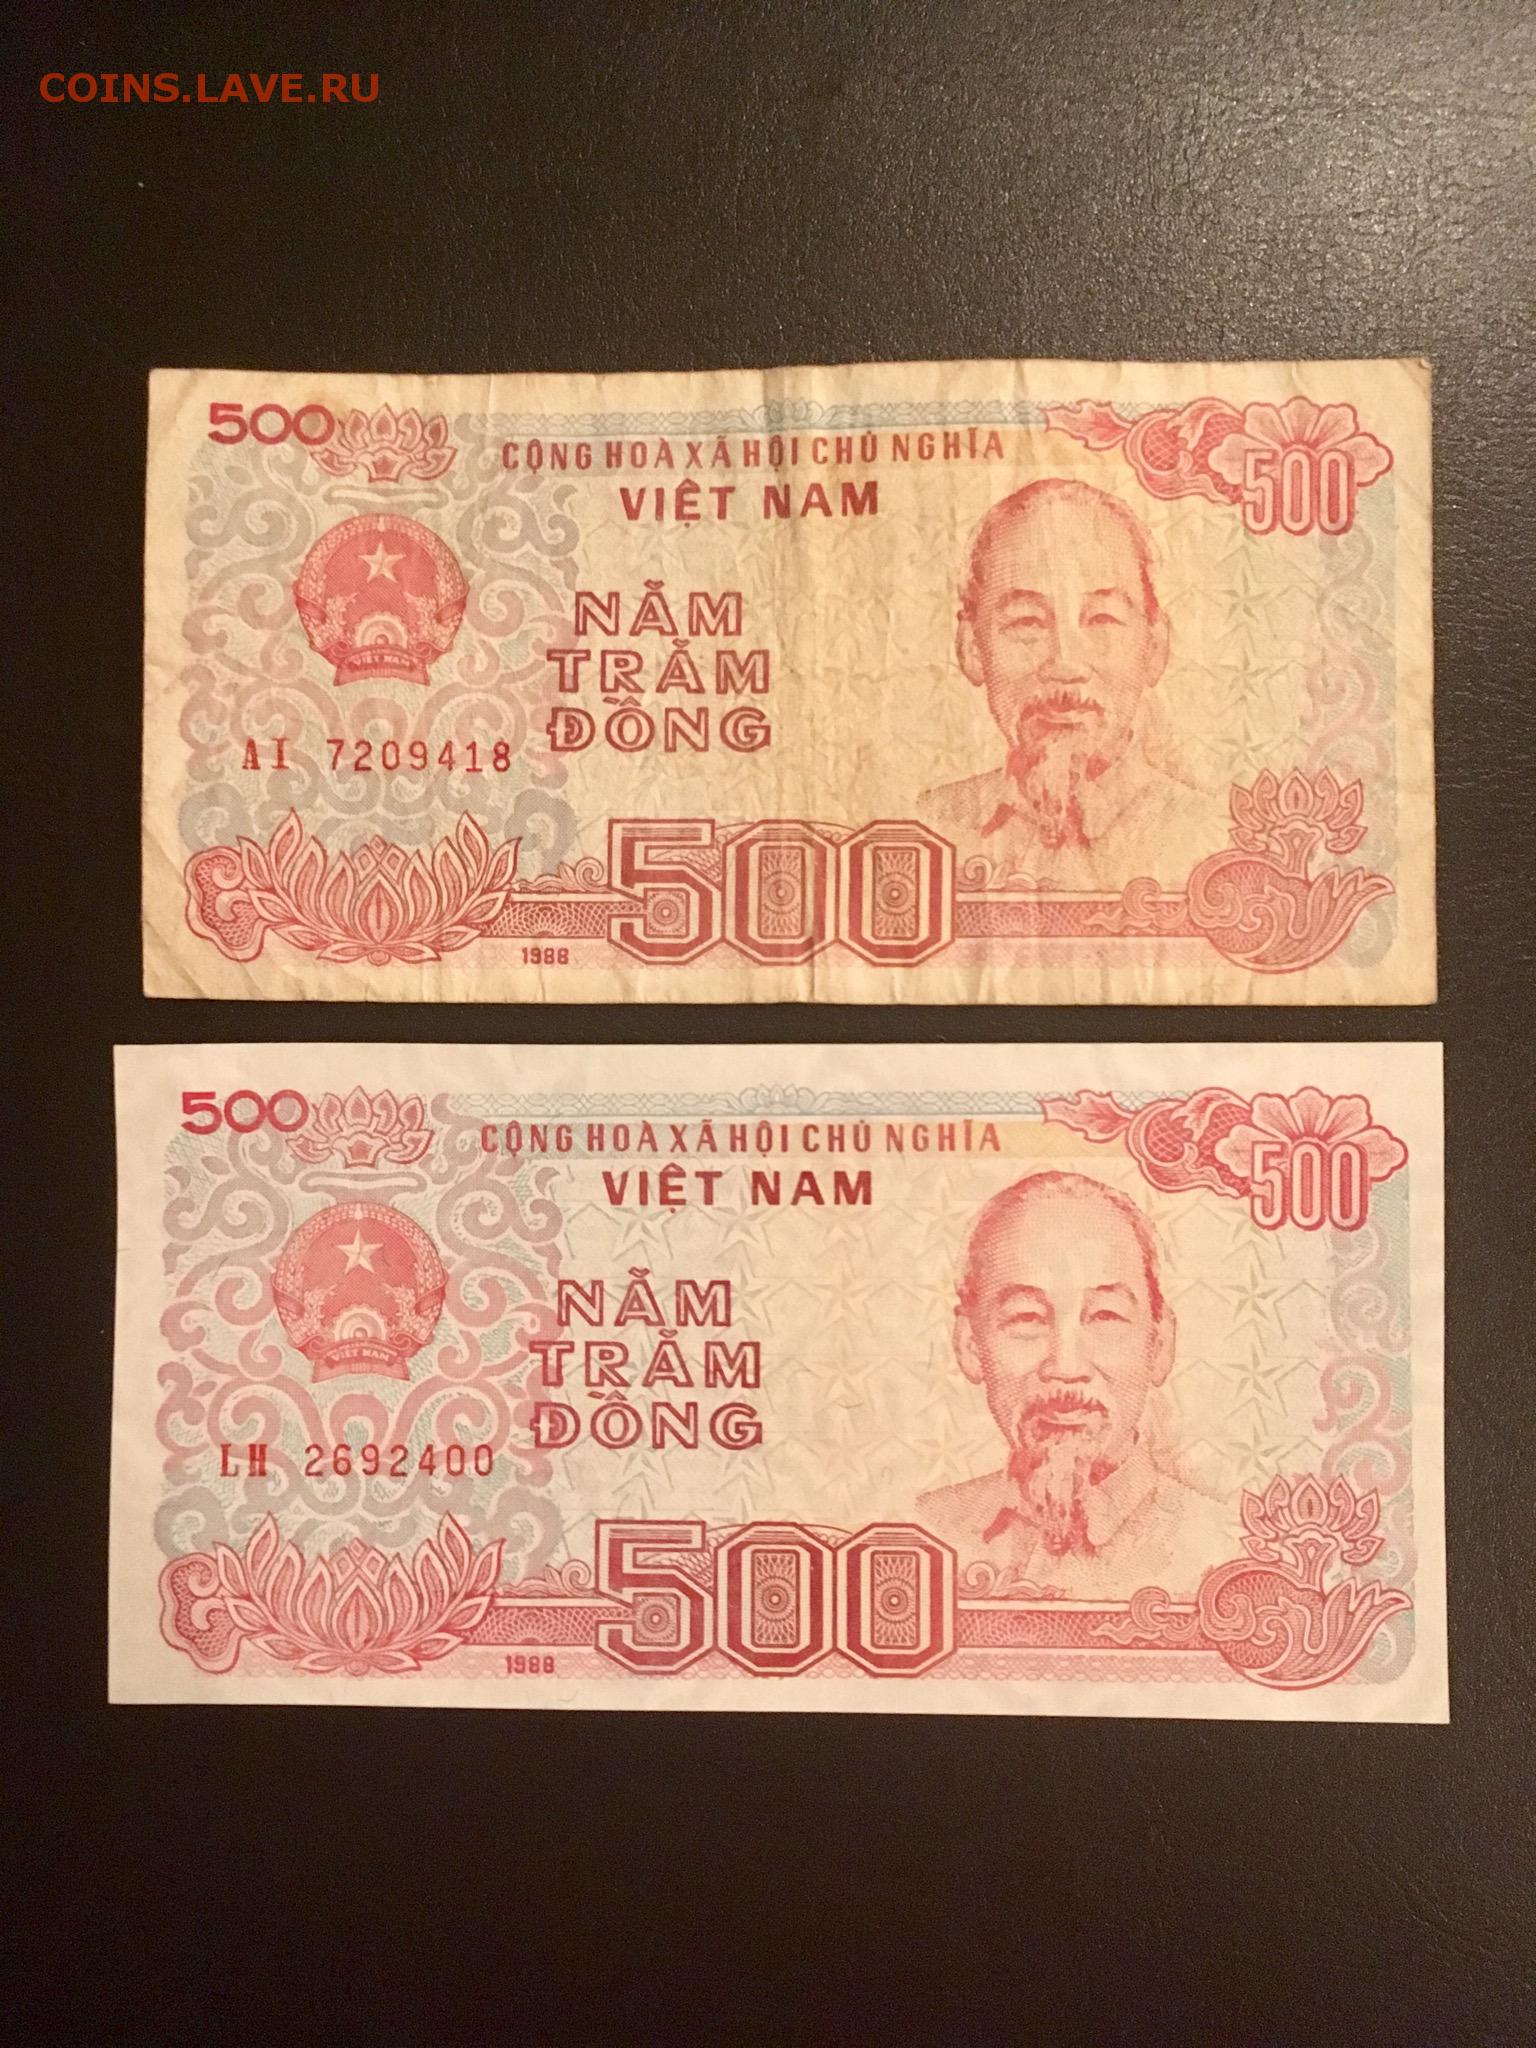 COINS.LAVE.RU
500
CỘNG HOÀ XÃ HỘI CHỦ NGHĨA
500
VIỆT NAM
NĂM
TRĂM
ĐỒNG
VIỆT NAM
AI 7209418
500
1988
500
CỘNG HOÀ XÃ HỘI CHỦ NGHĨA
500
VIỆT NAM
NĂM
TRĂM
ĐỒNG
VIỆT NAM
LH 2692400
500
1988